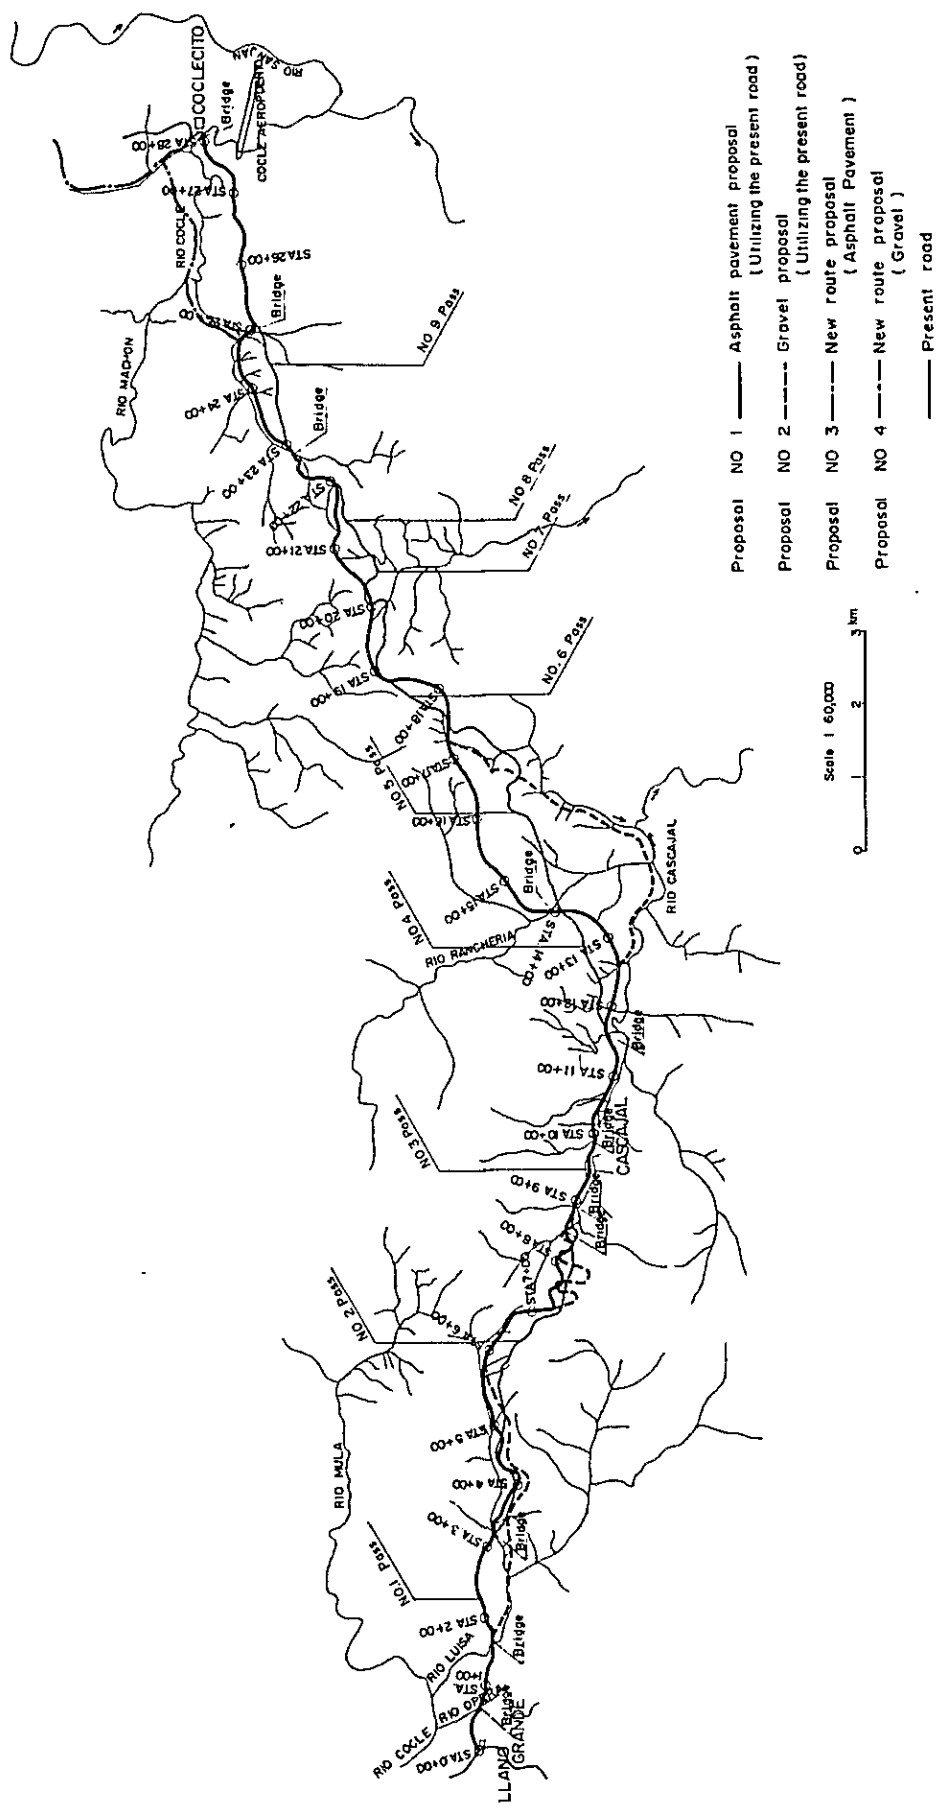 LLANO
GRANDE
STA.0+00
RIO COCLE
Bridge
STA.
1+00
RIO LUISA
STA 2+00
Bridge
NO.1 Pass
RIO MULA
STA 3+00
Bridge
STA 4+00
STA 5+00
STA 6+00
NO 2 Pass
STA 7+00
STA 8+00
Bridge
STA 9+00
Bridge
NO 3 Pass
STA 10+00
Bridge
CASCAJAL
STA 11+00
Bridge
STA 12+00
STA 13+00
NO 4 Pass
RIO RANCHERIA
STA 14+00
Bridge
STA 15+00
RIO CASCAJAL
STA 16+00
NO 5 Pass
STA 17+00
STA 18+00
NO. 6 Pass
STA 19+00
STA 20+00
NO 7 Pass
STA 21+00
NO 8 Pass
STA 22+00
STA 23+00
Bridge
STA 24+00
NO 9 Pass
Bridge
STA 26+00
RIO MACHON
RIO COCLE
STA 27+00
STA 28+00
COCLECITO
Bridge
COCLE AEROPUERTO
RIO SAN JAN
Scale 1 60,000
0 1 2 3 km
Proposal NO 1 Asphalt pavement proposal
( Utilizing the present road )
Proposal NO 2 Gravel proposal
( Utilizing the present road )
Proposal NO 3 New route proposal
( Asphalt Pavement )
Proposal NO 4 New route proposal
( Gravel )
Present road